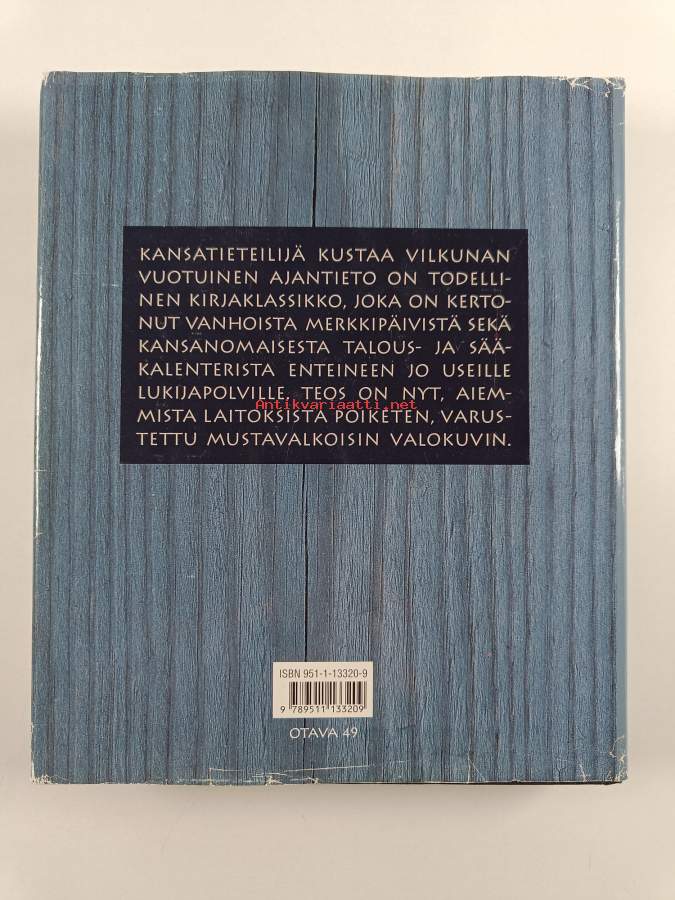 KANSATIETEILIJÄ KUSTAA VILKUNAN
VUOTUINEN AJANTIETO ON TODELLI-
NEN KIRJAKLASSIKKO, JOKA ON KERTO-
NUT VANHOISTA MERKKIPÄIVISTÄ SEKÄ
KANSANOMAISESTA TALOUS- JA SÄÄ-
KALENTERISTA ENTEINEEN JO USEILLE
LUKIJAPOLVILLE. TEOS ON NYT, AIEM-
Antikvariaatti.net
MISTA LAITOKSISTA POIKETEN, VARUS-
TETTU MUSTAVALKOISIN VALOKUVIN.
ISBN 951-1-13320-9
9 789511 133209
OTAVA 49